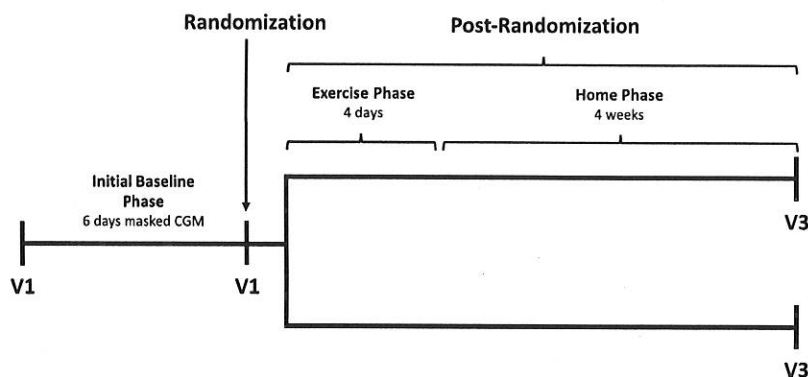 Randomization
Post-Randomization
Exercise Phase
4 days
Home Phase
4 weeks
Initial Baseline
Phase
6 days masked CGM
V1
V1
V3
V3